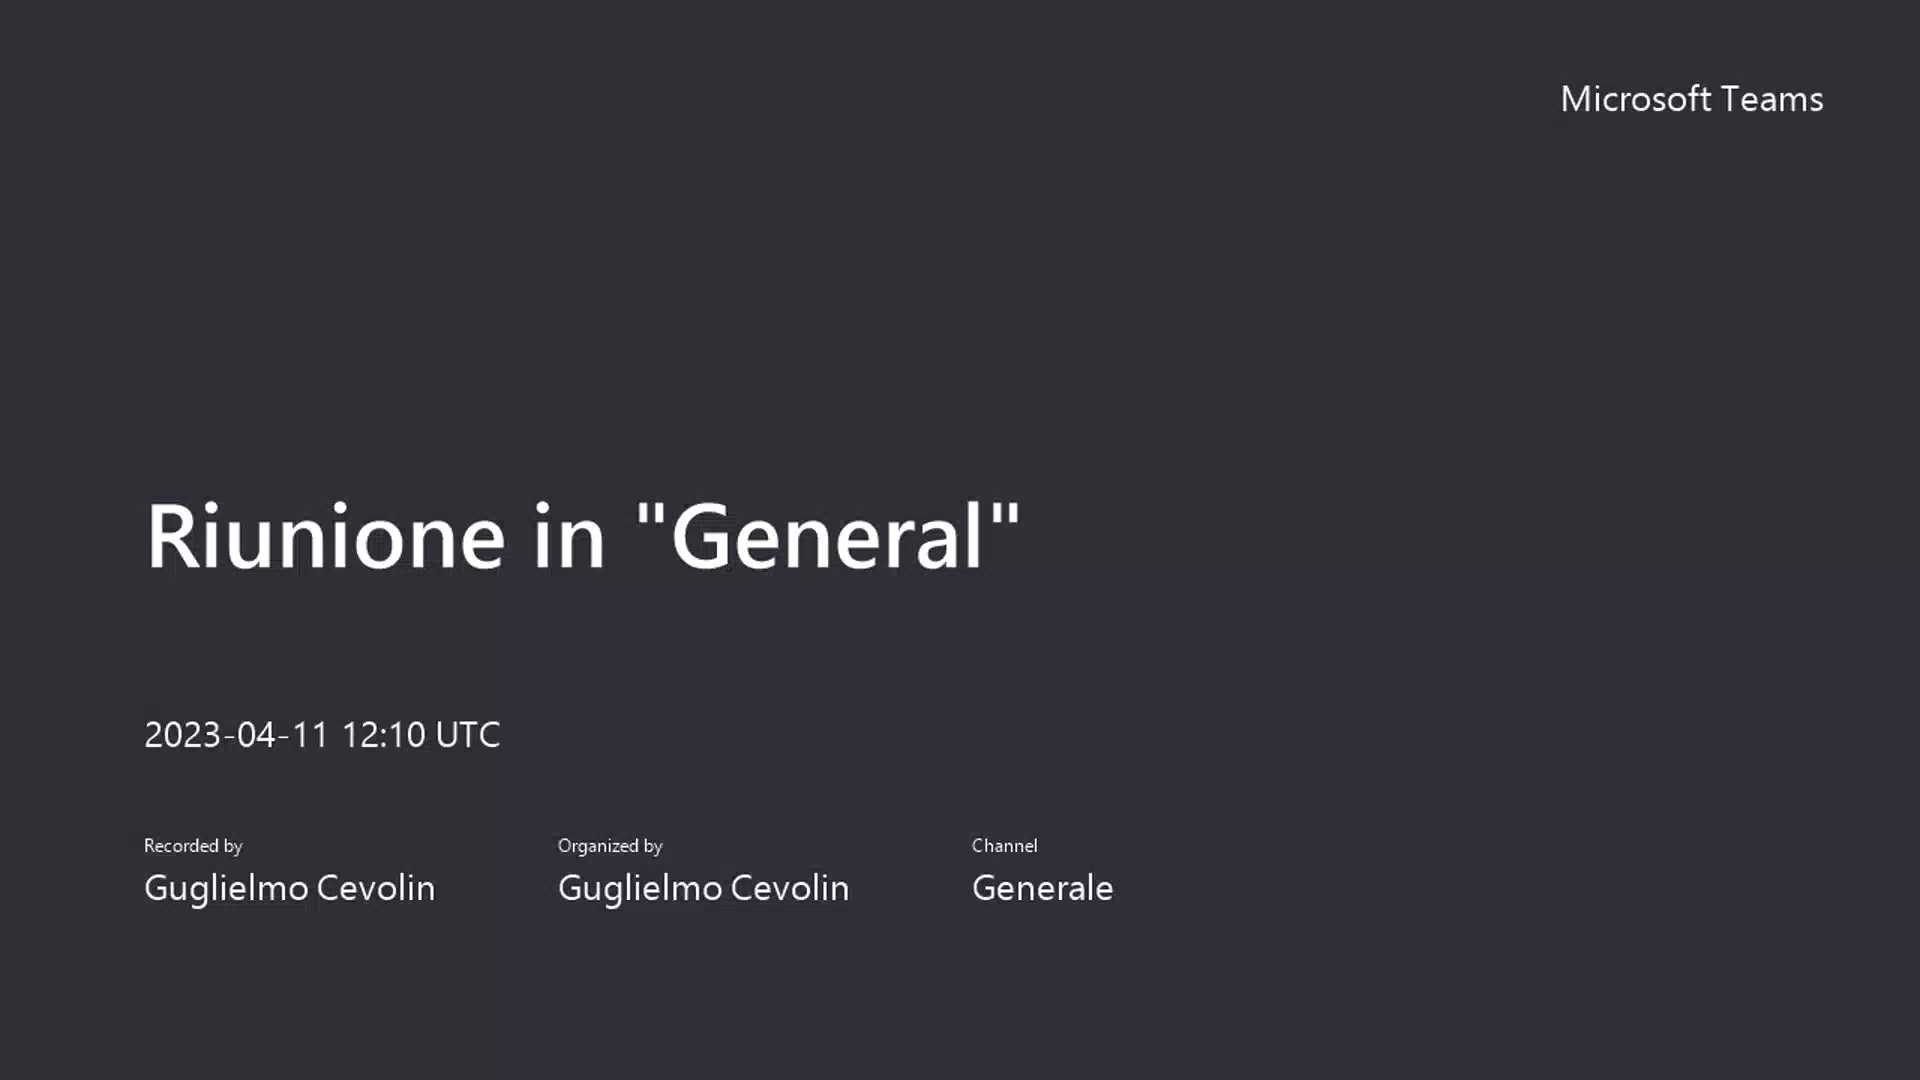 Microsoft Teams
Riunione in "General"
2023-04-11 12:10 UTC
Recorded by
Guglielmo Cevolin
Organized by
Guglielmo Cevolin
Channel
Generale